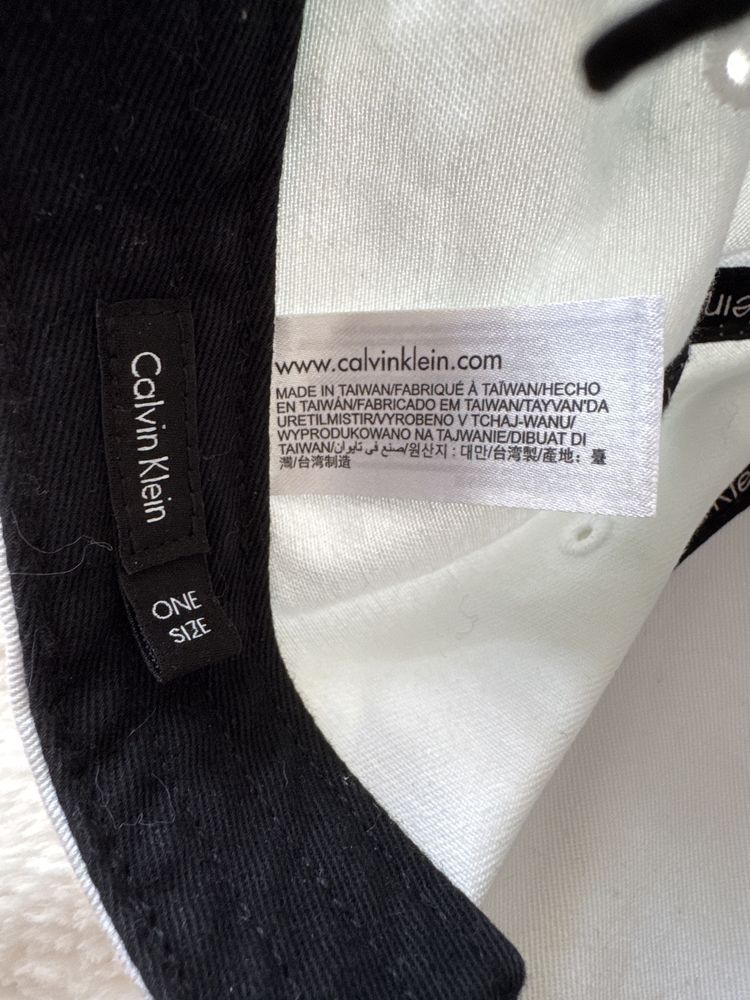 Calvin Klein
ONE
SIZE
www.calvinklein.com
MADE IN TAIWAN/FABRIQUÉ À TAÏWAN/HECHO
EN TAIWÁN/FABRICADO EM TAIWAN/TAYVAN'DA
URETILMISTIR/VYROBENO V TCHAJ-WANU/
WYPRODUKOWANO NA TAJWANIE/DIBUAT DI
TAIWAN/صنع في تايوان/원산지 : 대만/台湾製/產地：臺
灣/台湾制造